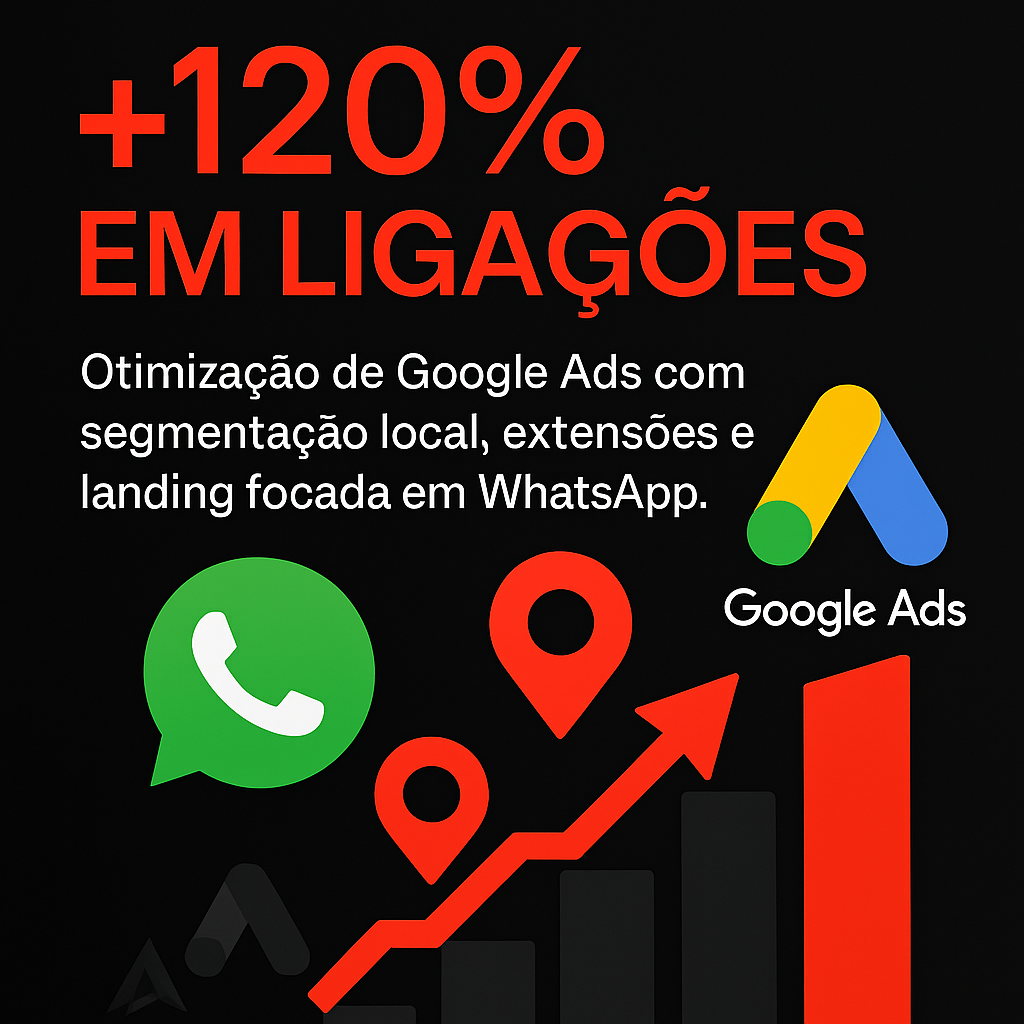 +120%
EM LIGAÇÕES
Otimização de Google Ads com
segmentação local, extensões e
landing focada em WhatsApp.
Google Ads